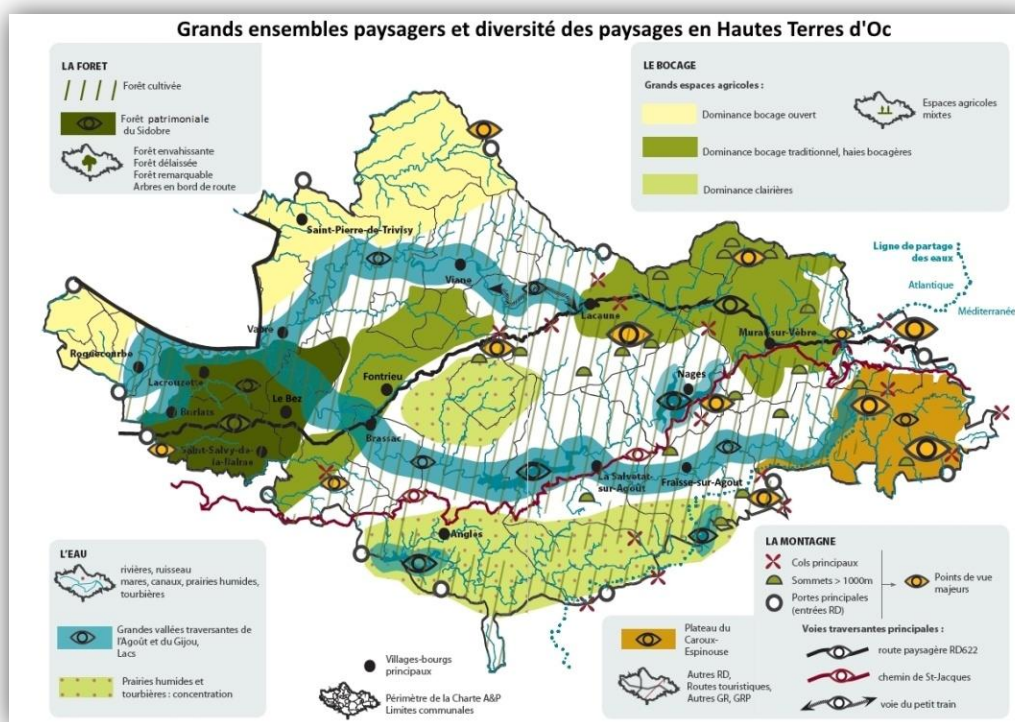 Grands ensembles paysagers et diversité des paysages en Hautes Terres d'Oc
LA FORET
Forêt cultivée
Forêt patrimoniale
du Sidobre
Forêt envahissante
Forêt délaissée
Forêt remarquable
Arbres en bord de route
LE BOCAGE
Grands espaces agricoles :
Dominance bocage ouvert
Dominance bocage traditionnel, haies bocagères
Dominance clairières
Espaces agricoles
mixtes
Saint-Pierre-de-Trivisy
Viane
Lacaune
Murat-sur-Vèbre
Ligne de partage
des eaux
Atlantique
Méditerranée
Vabre
Roquecourbe
Lacrouzette
Fontrieu
Nages
Burlats
Le Bez
Brassac
Saint-Salvy-de-
la-Balme
La Salvetat-
sur-Agoût
Fraïsse-sur-Agout
Anglès
L'EAU
rivières, ruisseau
mares, canaux, prairies humides,
tourbières
Grandes vallées traversantes de
l'Agoût et du Gijou,
Lacs
Prairies humides et
tourbières : concentration
Villages-bourgs
principaux
Périmètre de la Charte A&P
Limites communales
LA MONTAGNE
Cols principaux
Sommets > 1000m
Portes principales
(entrées RD)
Points de vue
majeurs
Plateau du
Caroux-
Espinouse
Autres RD,
Routes touristiques,
Autres GR, GRP
Voies traversantes principales :
route paysagère RD622
chemin de St-Jacques
voie du petit train